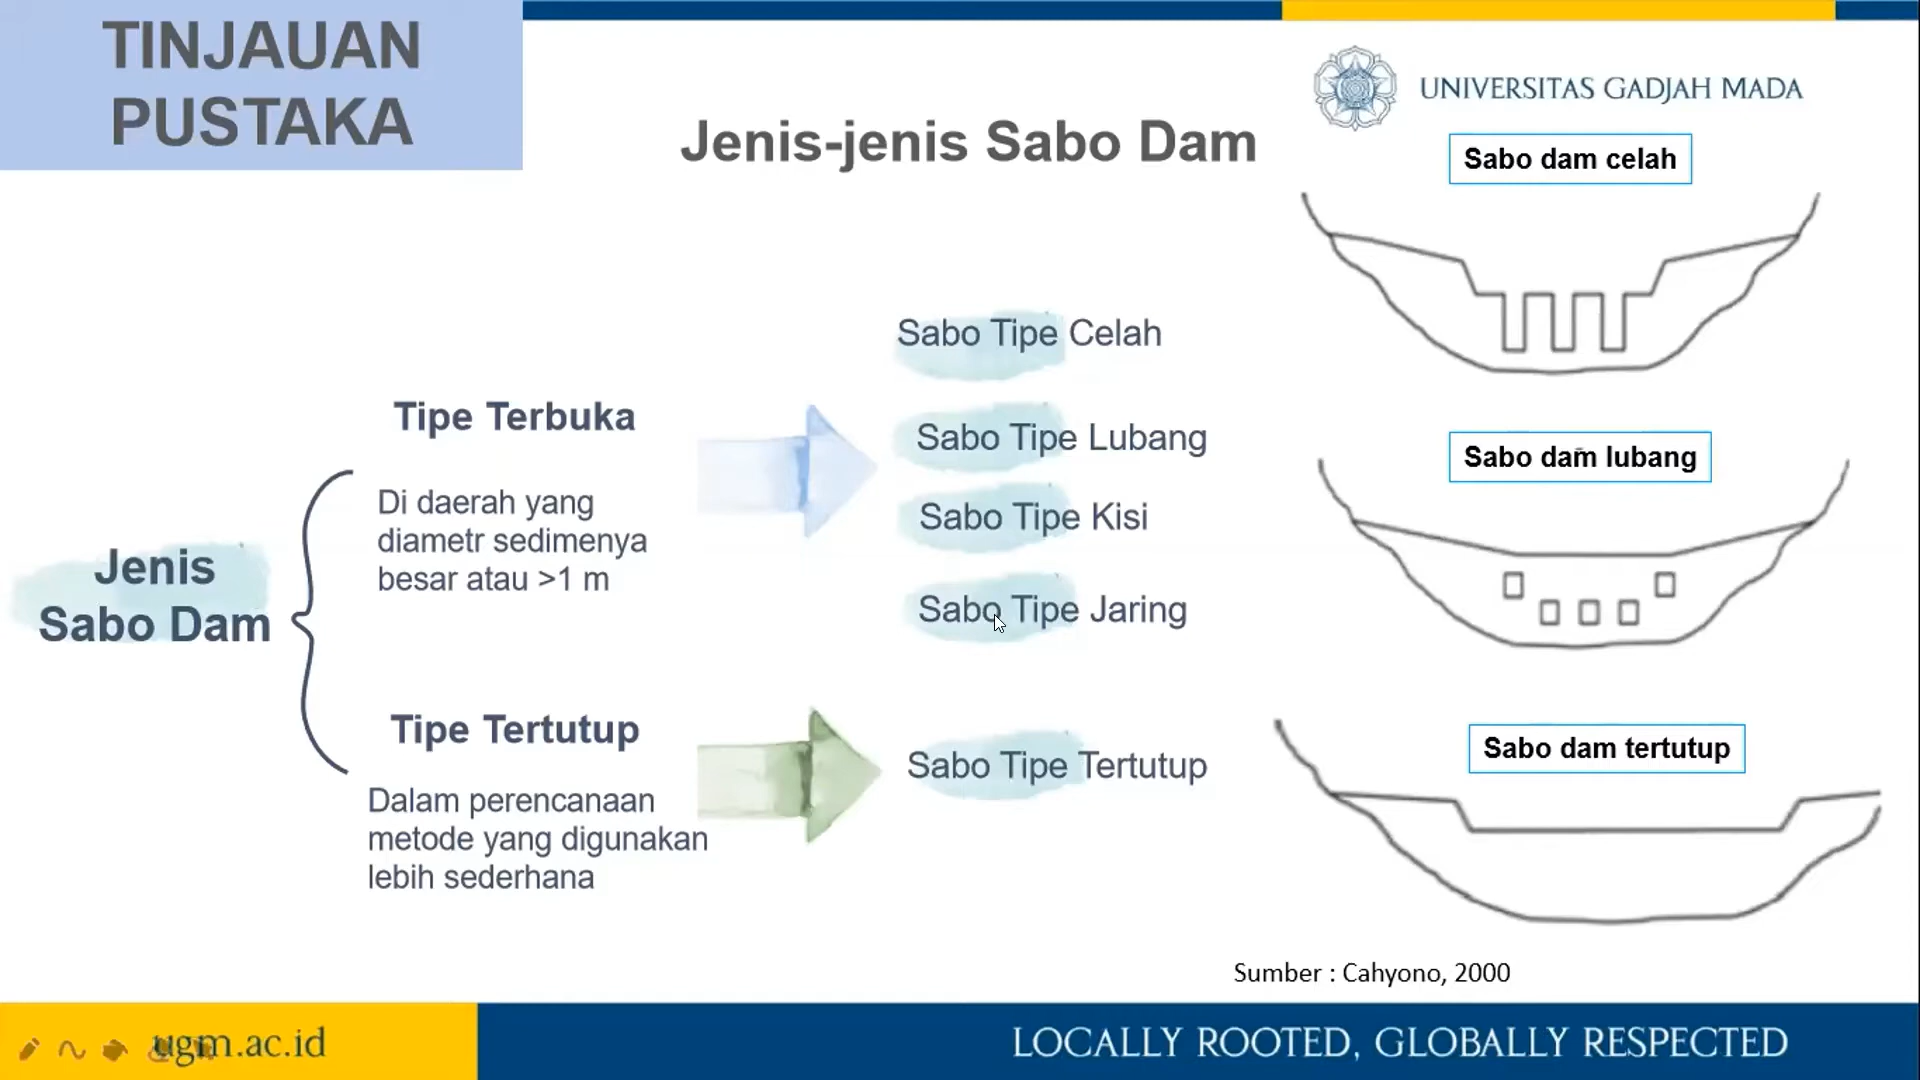 TINJAUAN
PUSTAKA
UNIVERSITAS GADJAH MADA
Jenis-jenis Sabo Dam
Jenis
Sabo Dam
Tipe Terbuka
Di daerah yang
diametr sedimenya
besar atau >1 m
Sabo Tipe Celah
Sabo Tipe Lubang
Sabo Tipe Kisi
Sabo Tipe Jaring
Tipe Tertutup
Dalam perencanaan
metode yang digunakan
lebih sederhana
Sabo Tipe Tertutup
Sabo dam celah
Sabo dam lubang
Sabo dam tertutup
Sumber : Cahyono, 2000
ugm.ac.id
LOCALLY ROOTED, GLOBALLY RESPECTED